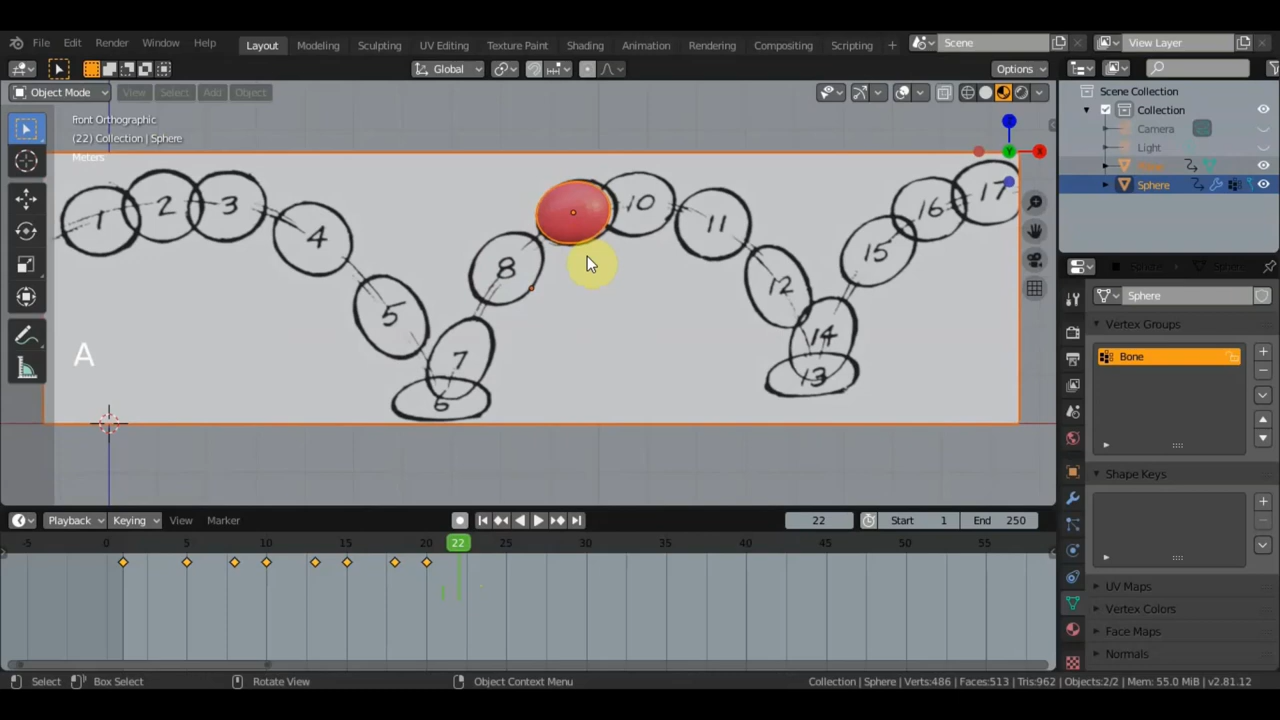 File Edit Render Window Help Layout Modeling Sculpting UV Editing Texture Paint Shading Animation Rendering Compositing Scripting + Scene View Layer
Global Options
Object Mode View Select Add Object
Front Orthographic
(22) Collection | Sphere
Meters
Z
X
Y
Scene Collection
Collection
Camera
Light
Sphere
1 2 3 4 5 6 7 8 10 11 12 13 14 15 16 17
A
Sphere
Vertex Groups
Bone
Shape Keys
UV Maps
Vertex Colors
Face Maps
Normals
Playback Keying View Marker 22 Start 1 End 250
-5 0 5 10 15 22 25 30 35 40 45 50 55
Select Box Select Rotate View Object Context Menu Collection | Sphere | Verts:486 | Faces:513 | Tris:962 | Objects:2/2 | Mem: 55.0 MiB | v2.81.12